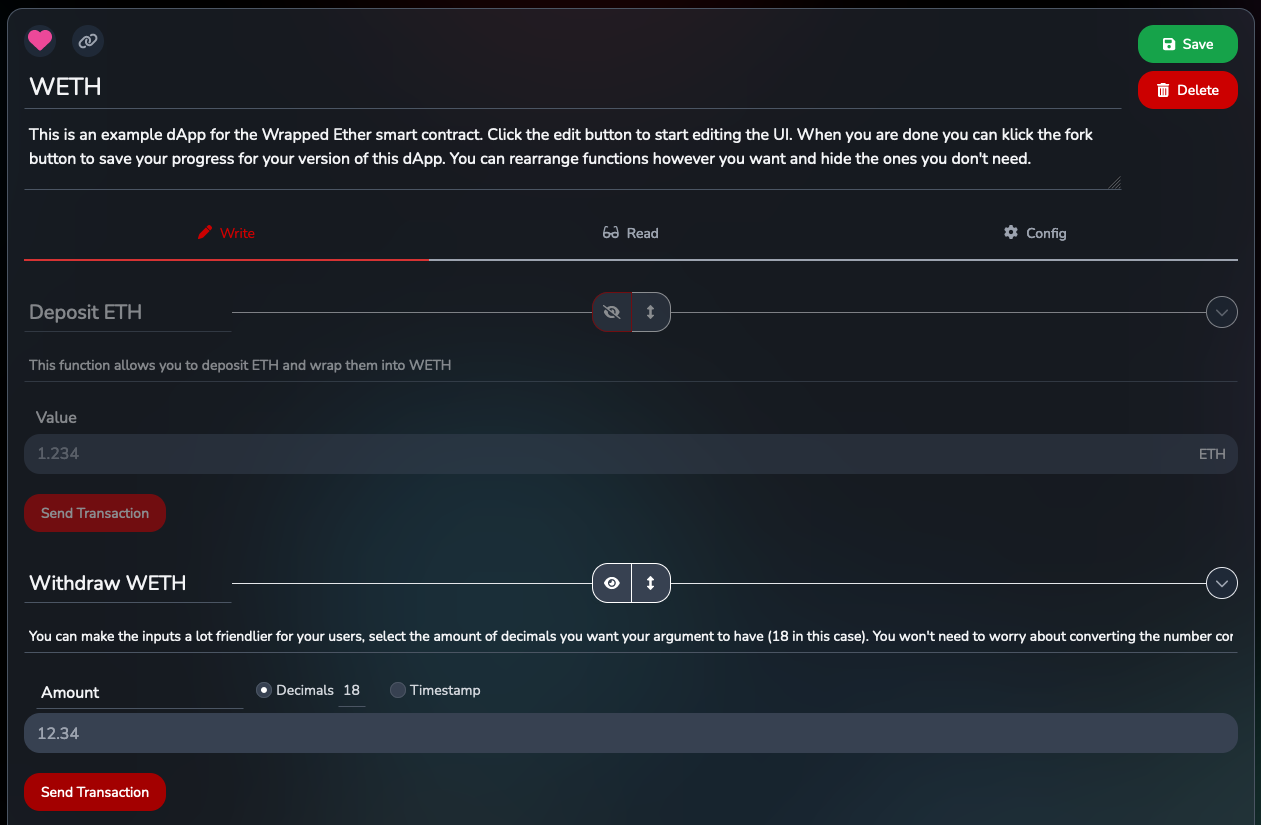 Save
WETH
Delete
This is an example dApp for the Wrapped Ether smart contract. Click the edit button to start editing the UI. When you are done you can klick the fork
button to save your progress for your version of this dApp. You can rearrange functions however you want and hide the ones you don't need.
Write
Read
Config
Deposit ETH
This function allows you to deposit ETH and wrap them into WETH
Value
1.234
ETH
Send Transaction
Withdraw WETH
You can make the inputs a lot friendlier for your users, select the amount of decimals you want your argument to have (18 in this case). You won't need to worry about converting the number
Amount
Decimals 18
Timestamp
12.34
Send Transaction